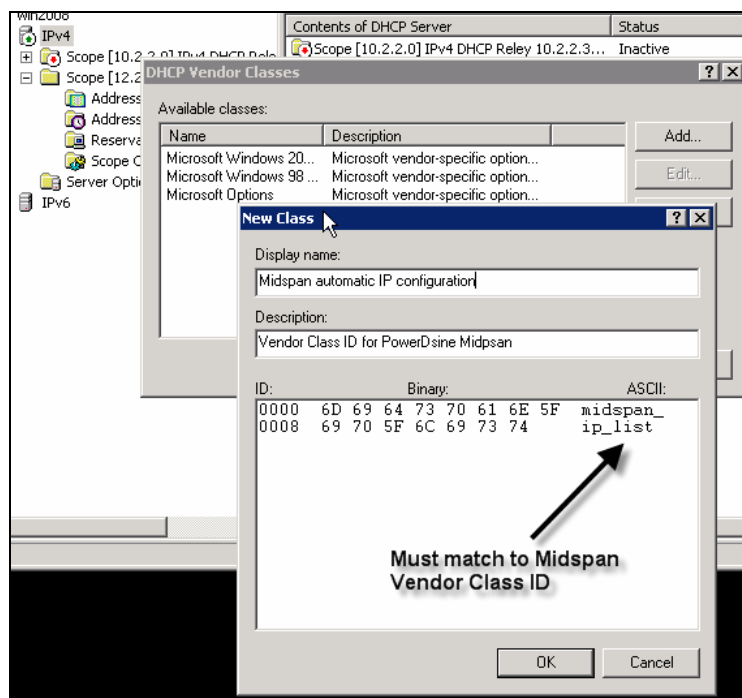 win2008
IPv4
Scope [10.2.2.0] IPv4 DHCP Rele
Scope [12.2
Address
Address
Reserva
Scope C
Server Opti
IPv6
Contents of DHCP Server
Status
Scope [10.2.2.0] IPv4 DHCP Reley 10.2.2.3...
Inactive
DHCP Vendor Classes
Available classes:
Name
Description
Microsoft Windows 20...
Microsoft vendor-specific option...
Microsoft Windows 98 ...
Microsoft vendor-specific option...
Microsoft Options
Microsoft vendor-specific option...
Add...
Edit...
New Class
Display name:
Midspan automatic IP configuration
Description:
Vendor Class ID for PowerDsine Midpsan
ID: Binary: ASCII:
0000 6D 69 64 73 70 61 6E 5F midspan_
0008 69 70 5F 6C 69 73 74 ip_list
Must match to Midspan
Vendor Class ID
OK
Cancel